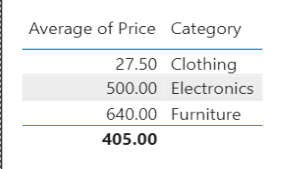 Average of Price Category
27.50 Clothing
500.00 Electronics
640.00 Furniture
405.00